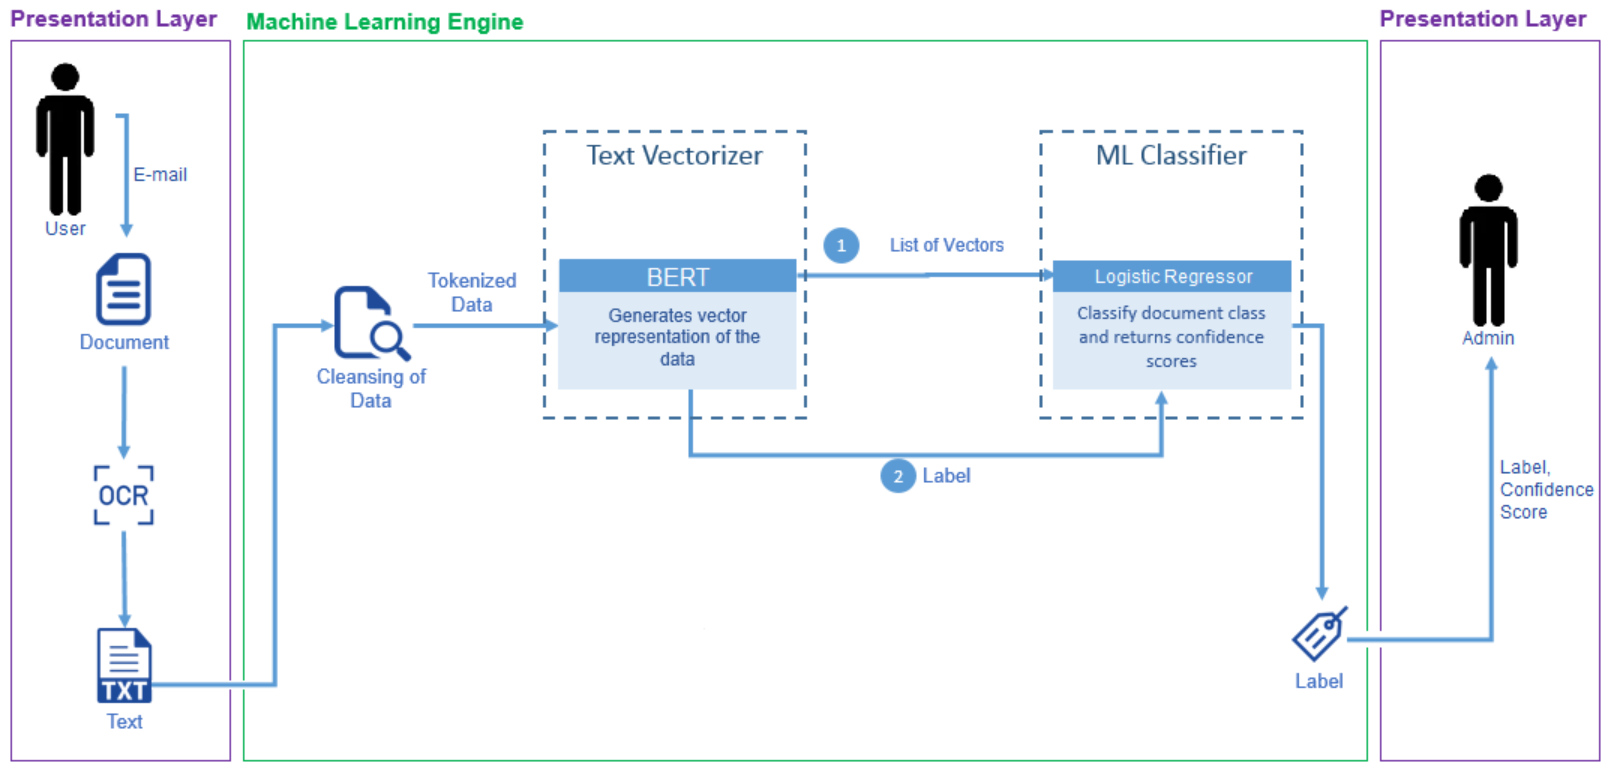 Presentation Layer
Machine Learning Engine
Presentation Layer
E-mail
User
Document
OCR
TXT
Text
Cleansing of
Data
Tokenized
Data
Text Vectorizer
BERT
Generates vector
representation of the
data
1
List of Vectors
2
Label
ML Classifier
Logistic Regressor
Classify document class
and returns confidence
scores
Label
Admin
Label,
Confidence
Score